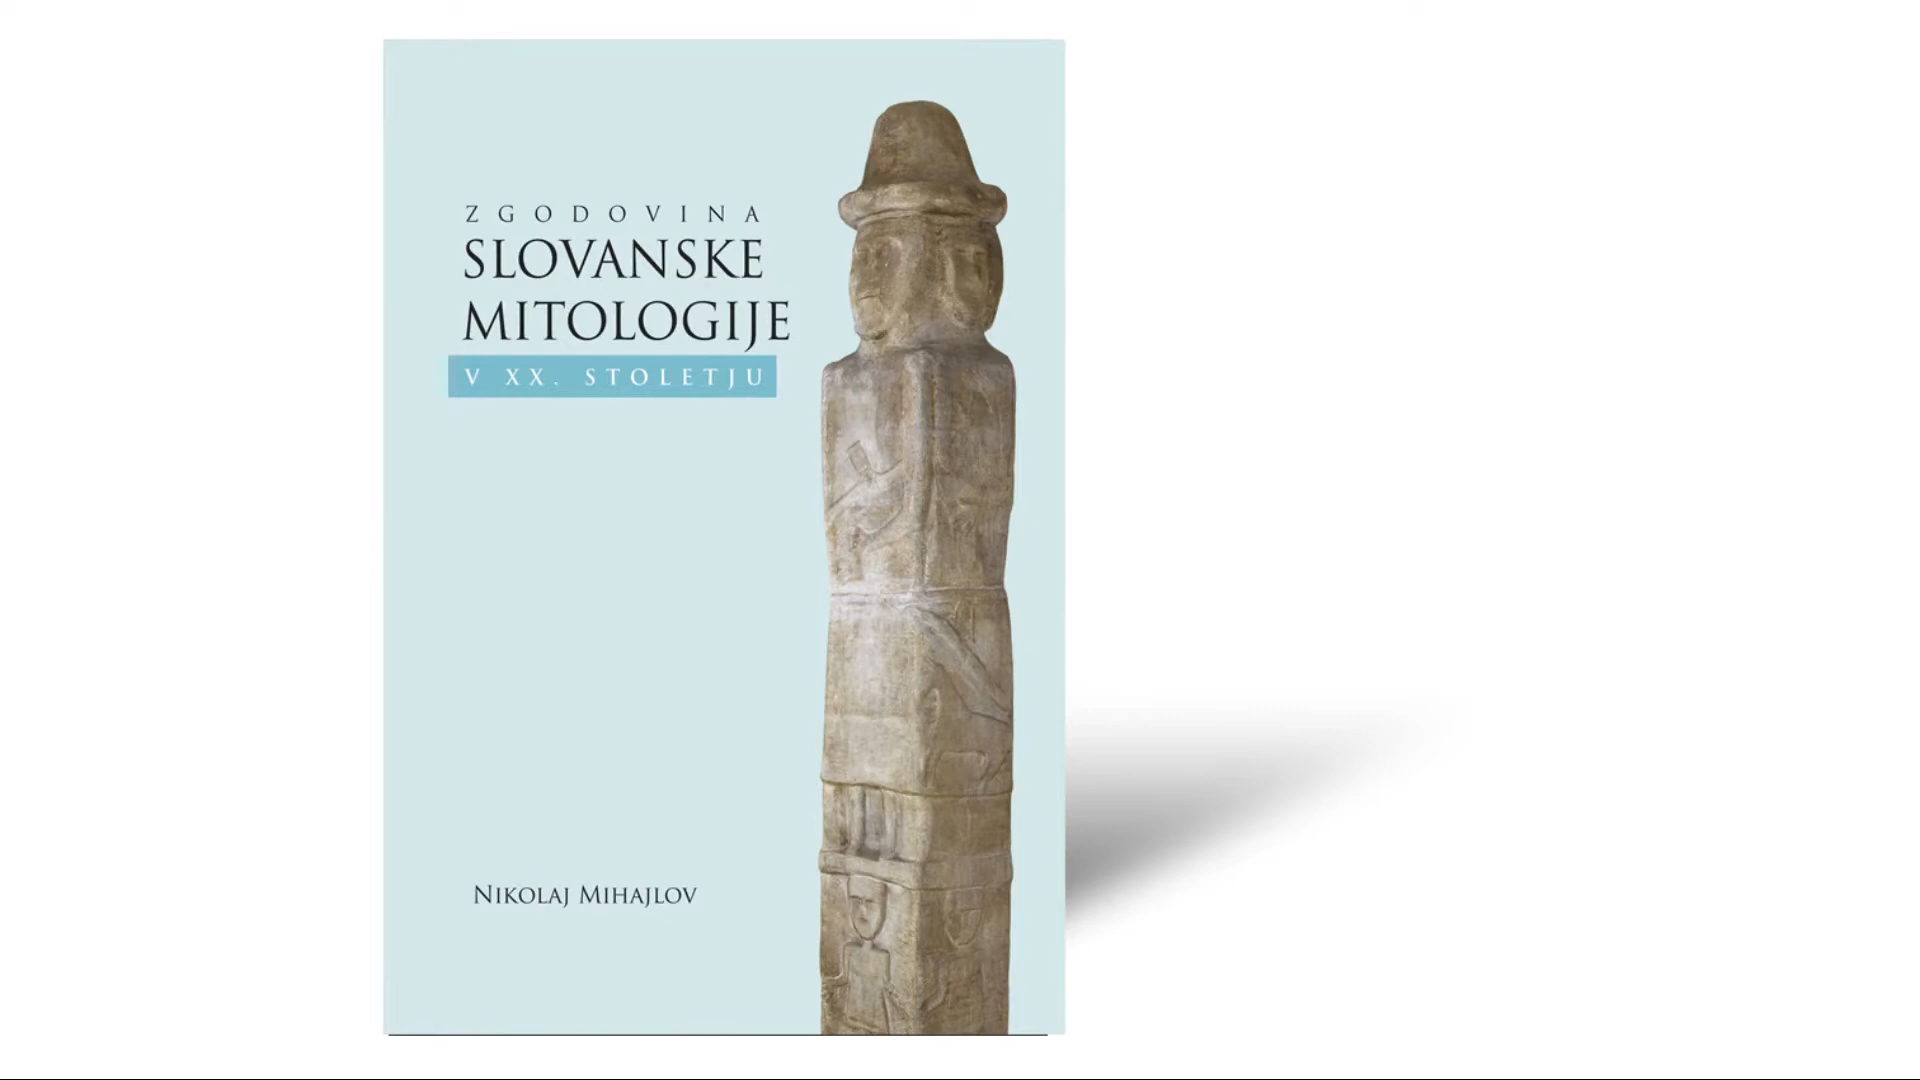 ZGODOVINA
SLOVANSKE
MITOLOGIJE
V XX. STOLETJU
NIKOLAJ MIHAJLOV